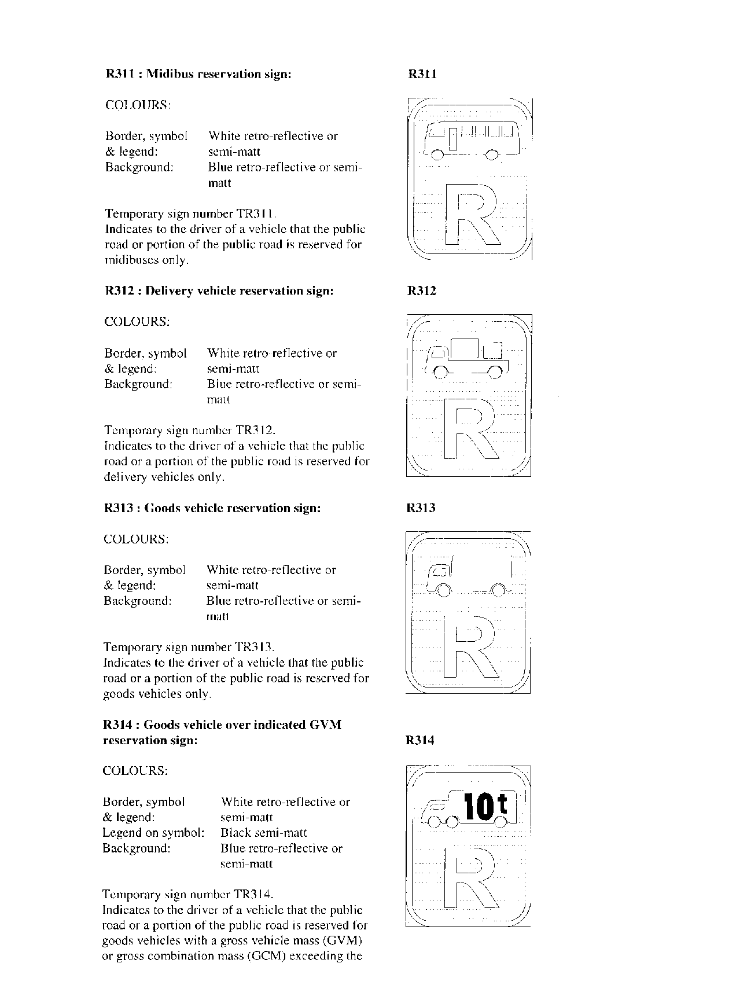 R311 : Midibus reservation sign: R311
COLOURS:
Border, symbol White retro-reflective or
& legend: semi-matt
Background: Blue retro-reflective or semi-
matt
R
Temporary sign number TR311.
Indicates to the driver of a vehicle that the public
road or portion of the public road is reserved for
midibuses only.
R312 : Delivery vehicle reservation sign: R312
COLOURS:
Border, symbol White retro-reflective or
& legend: semi-matt
Background: Blue retro-reflective or semi-
matt
R
Temporary sign number TR312.
Indicates to the driver of a vehicle that the public
road or a portion of the public road is reserved for
delivery vehicles only.
R313 : Goods vehicle reservation sign: R313
COLOURS:
Border, symbol White retro-reflective or
& legend: semi-matt
Background: Blue retro-reflective or semi-
matt
R
Temporary sign number TR313.
Indicates to the driver of a vehicle that the public
road or a portion of the public road is reserved for
goods vehicles only.
R314 : Goods vehicle over indicated GVM
reservation sign: R314
COLOURS:
Border, symbol White retro-reflective or
& legend: semi-matt
Legend on symbol: Black semi-matt
Background: Blue retro-reflective or
semi-matt
10t
R
Temporary sign number TR314.
Indicates to the driver of a vehicle that the public
road or a portion of the public road is reserved for
goods vehicles with a gross vehicle mass (GVM)
or gross combination mass (GCM) exceeding the